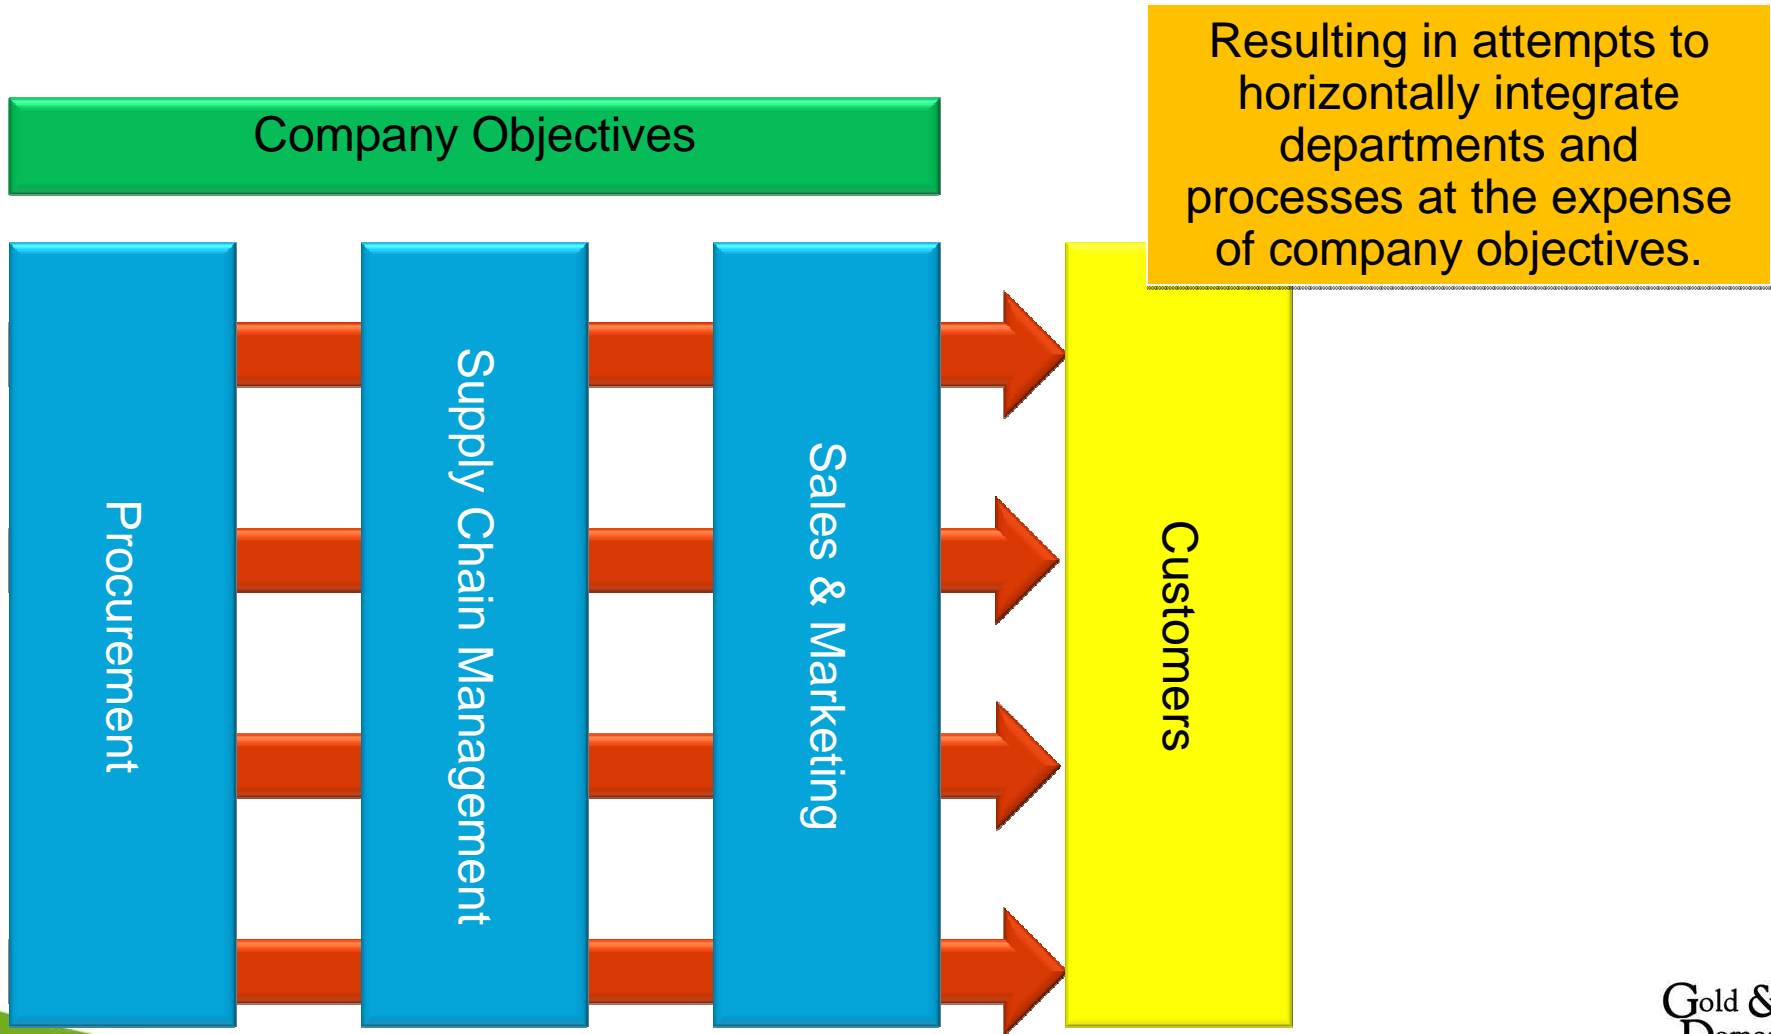 Resulting in attempts to
horizontally integrate
departments and
processes at the expense
of company objectives.
Company Objectives
Procurement
Supply Chain Management
Sales & Marketing
Customers
Gold &